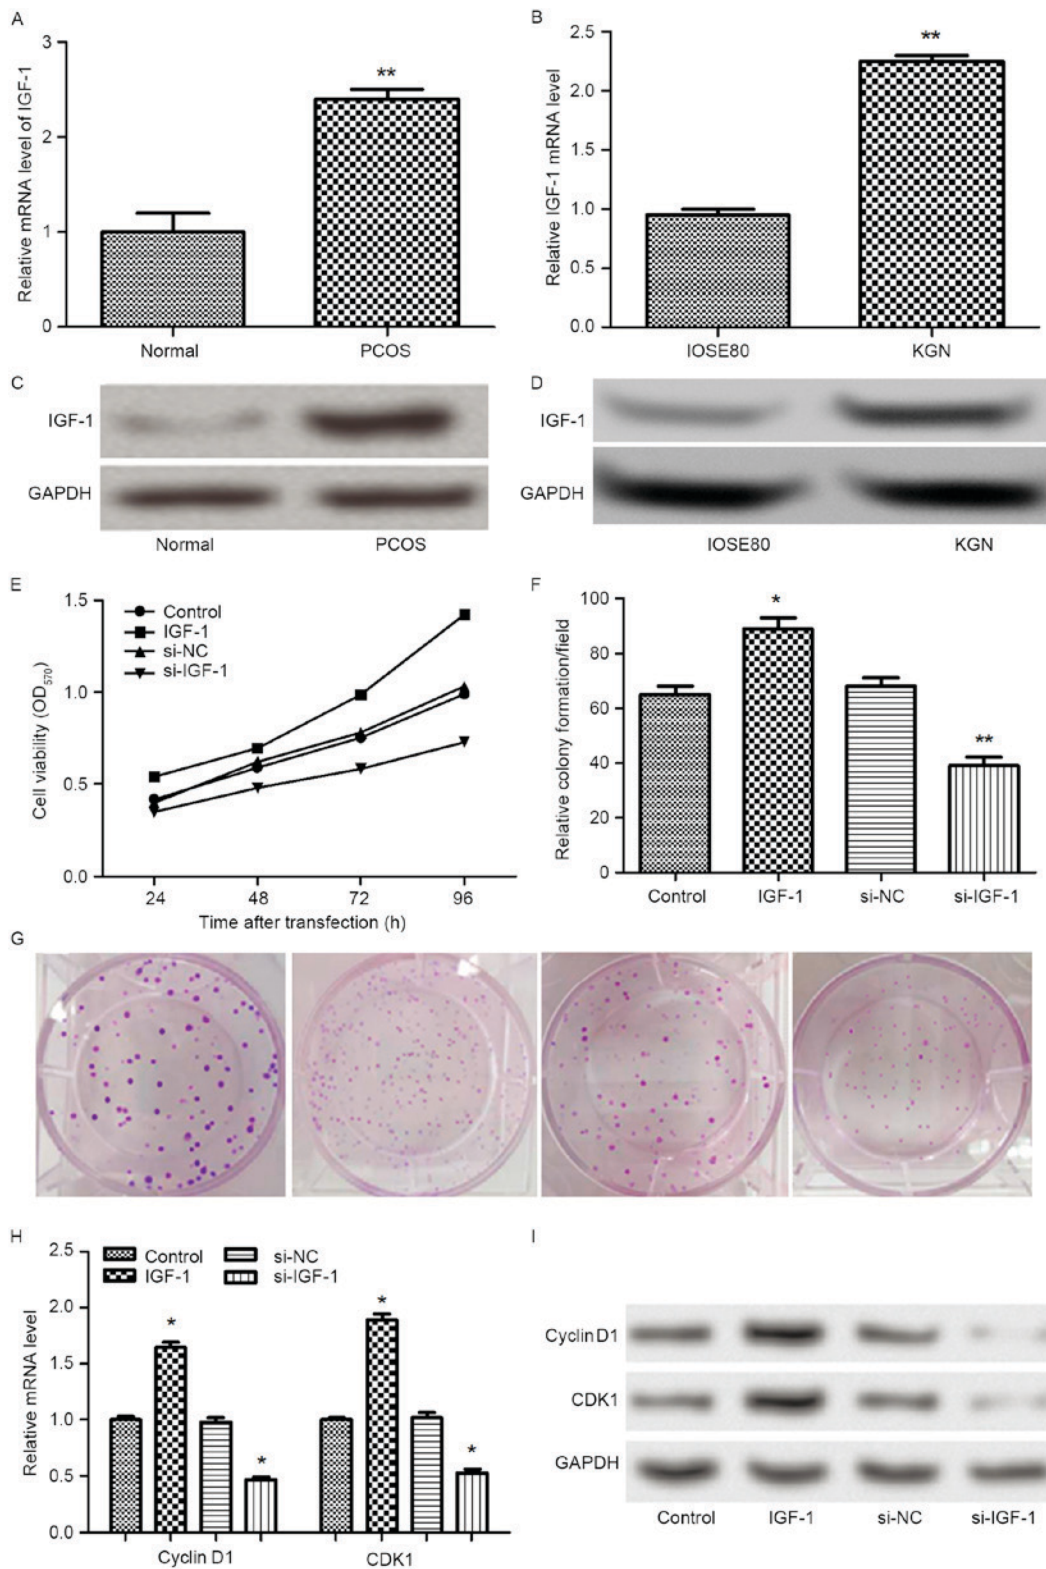 A
Relative mRNA level of IGF-1
3
2
1
0
**
Normal
PCOS
B
Relative IGF-1 mRNA level
2.5
2.0
1.5
1.0
0.5
0.0
**
IOSE80
KGN
C
IGF-1
GAPDH
Normal
PCOS
D
IGF-1
GAPDH
IOSE80
KGN
E
Cell viability (OD570)
1.5
1.0
0.5
0.0
Control
IGF-1
si-NC
si-IGF-1
24
48
72
96
Time after transfection (h)
F
Relative colony formation/field
100
80
60
40
20
0
*
**
Control
IGF-1
si-NC
si-IGF-1
G
H
Relative mRNA level
2.5
2.0
1.5
1.0
0.5
0.0
Control
IGF-1
si-NC
si-IGF-1
*
*
*
*
Cyclin D1
CDK1
I
Cyclin D1
CDK1
GAPDH
Control
IGF-1
si-NC
si-IGF-1